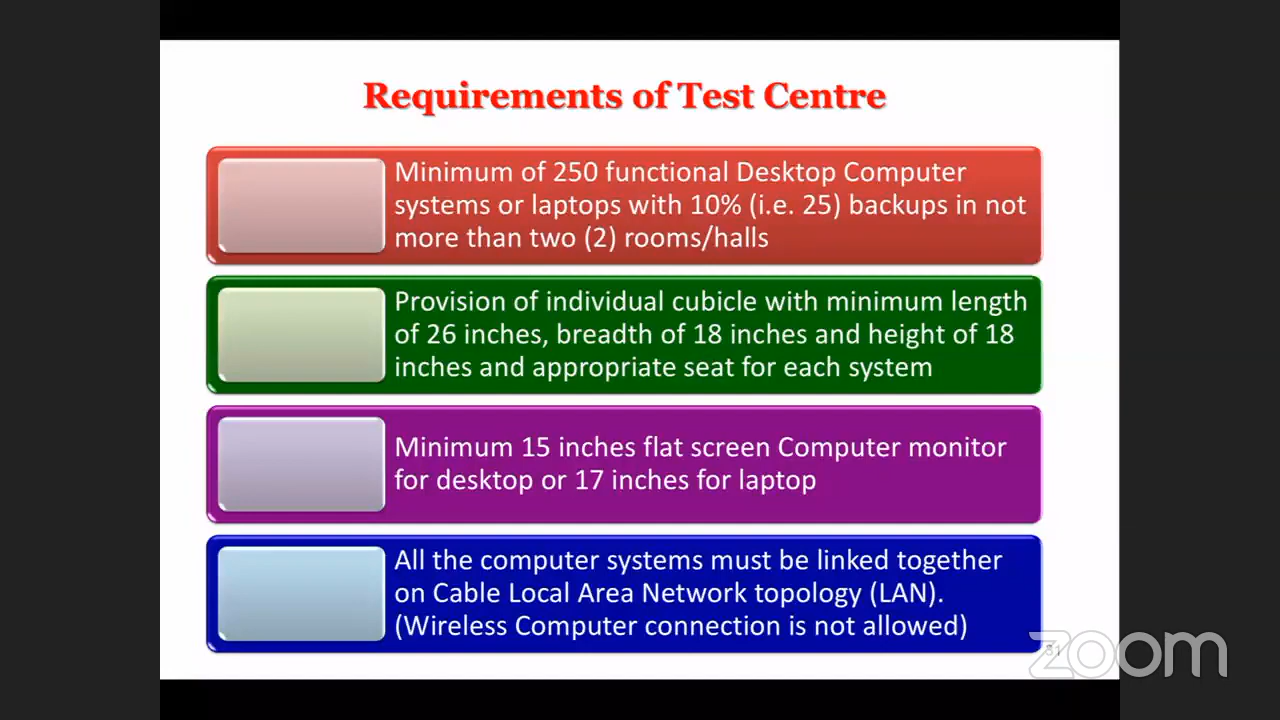 Requirements of Test Centre
Minimum of 250 functional Desktop Computer
systems or laptops with 10% (i.e. 25) backups in not
more than two (2) rooms/halls
Provision of individual cubicle with minimum length
of 26 inches, breadth of 18 inches and height of 18
inches and appropriate seat for each system
Minimum 15 inches flat screen Computer monitor
for desktop or 17 inches for laptop
All the computer systems must be linked together
on Cable Local Area Network topology (LAN).
(Wireless Computer connection is not allowed)
31
zoom